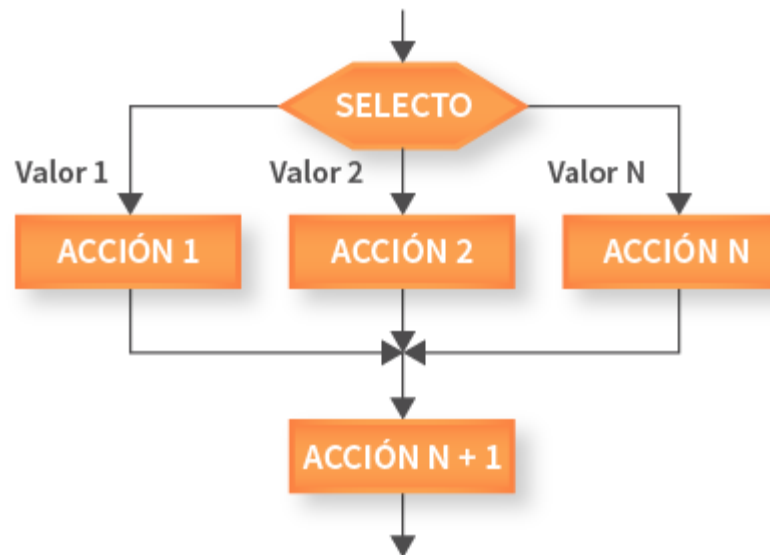 SELECTO
Valor 1
Valor 2
Valor N
ACCIÓN 1
ACCIÓN 2
ACCIÓN N
ACCIÓN N + 1